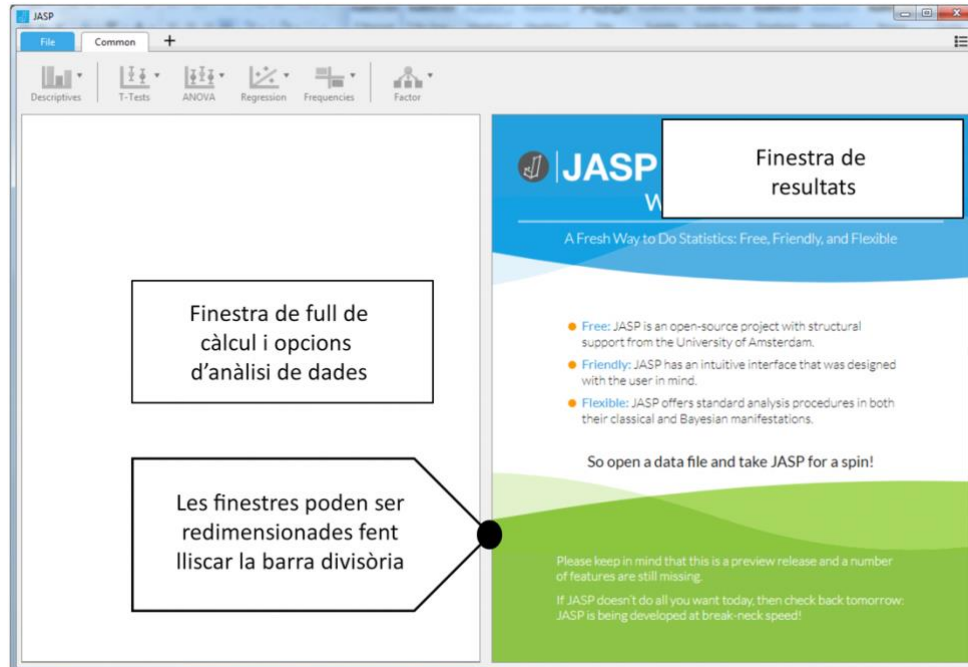 JASP
File
Common
+
Descriptives
T-Tests
ANOVA
Regression
Frequencies
Factor
JASP
W
Finestra de
resultats
A Fresh Way to Do Statistics: Free, Friendly, and Flexible
Finestra de full de
càlcul i opcions
d’anàlisi de dades
Free: JASP is an open-source project with structural
support from the University of Amsterdam.
Friendly: JASP has an intuitive interface that was designed
with the user in mind.
Flexible: JASP offers standard analysis procedures in both
their classical and Bayesian manifestations.
So open a data file and take JASP for a spin!
Les finestres poden ser
redimensionades fent
lliscar la barra divisòria
Please keep in mind that this is a preview release and a number
of features are still missing.
If JASP doesn't do all you want today, then check back tomorrow:
JASP is being developed at break-neck speed!